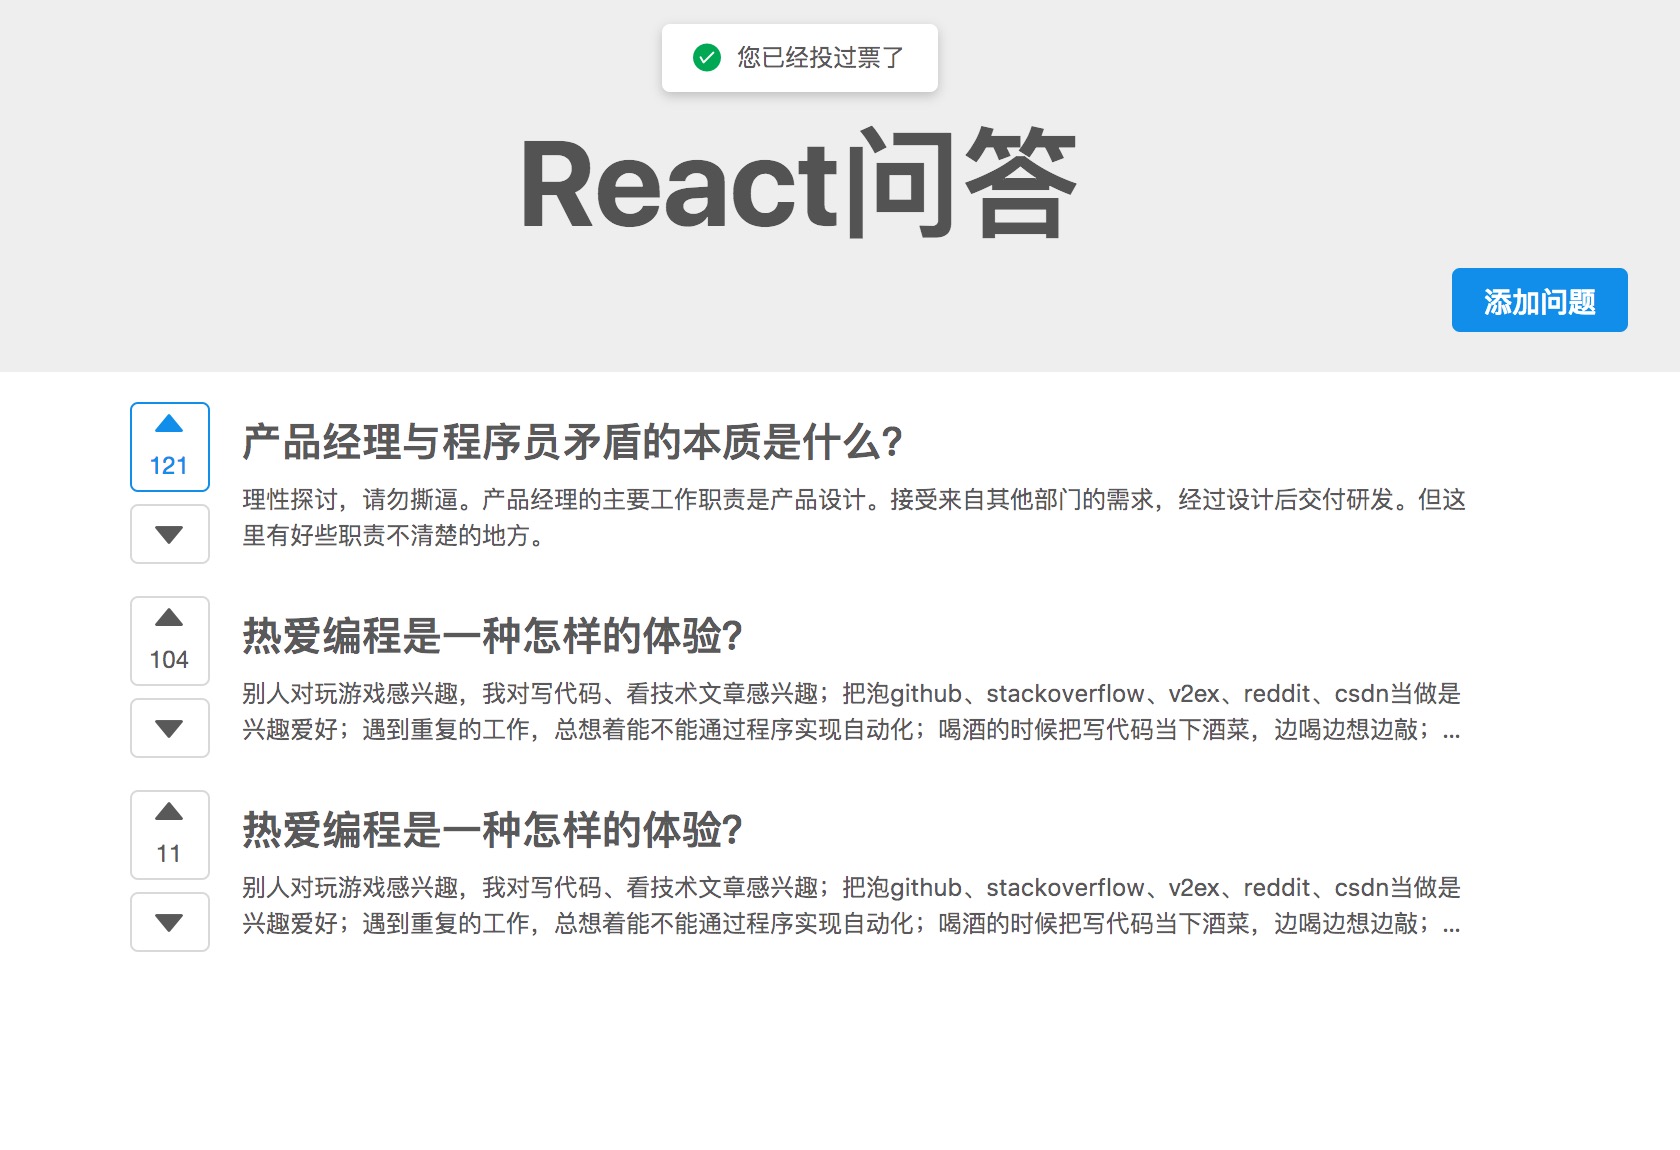 您已经投过票了
React问答
添加问题
121
产品经理与程序员矛盾的本质是什么?
理性探讨，请勿撕逼。产品经理的主要工作职责是产品设计。接受来自其他部门的需求，经过设计后交付研发。但这
里有好些职责不清楚的地方。
104
热爱编程是一种怎样的体验?
别人对玩游戏感兴趣，我对写代码、看技术文章感兴趣；把泡github、stackoverflow、v2ex、reddit、csdn当做是
兴趣爱好；遇到重复的工作，总想着能不能通过程序实现自动化；喝酒的时候把写代码当下酒菜，边喝边想边敲；...
11
热爱编程是一种怎样的体验?
别人对玩游戏感兴趣，我对写代码、看技术文章感兴趣；把泡github、stackoverflow、v2ex、reddit、csdn当做是
兴趣爱好；遇到重复的工作，总想着能不能通过程序实现自动化；喝酒的时候把写代码当下酒菜，边喝边想边敲；...